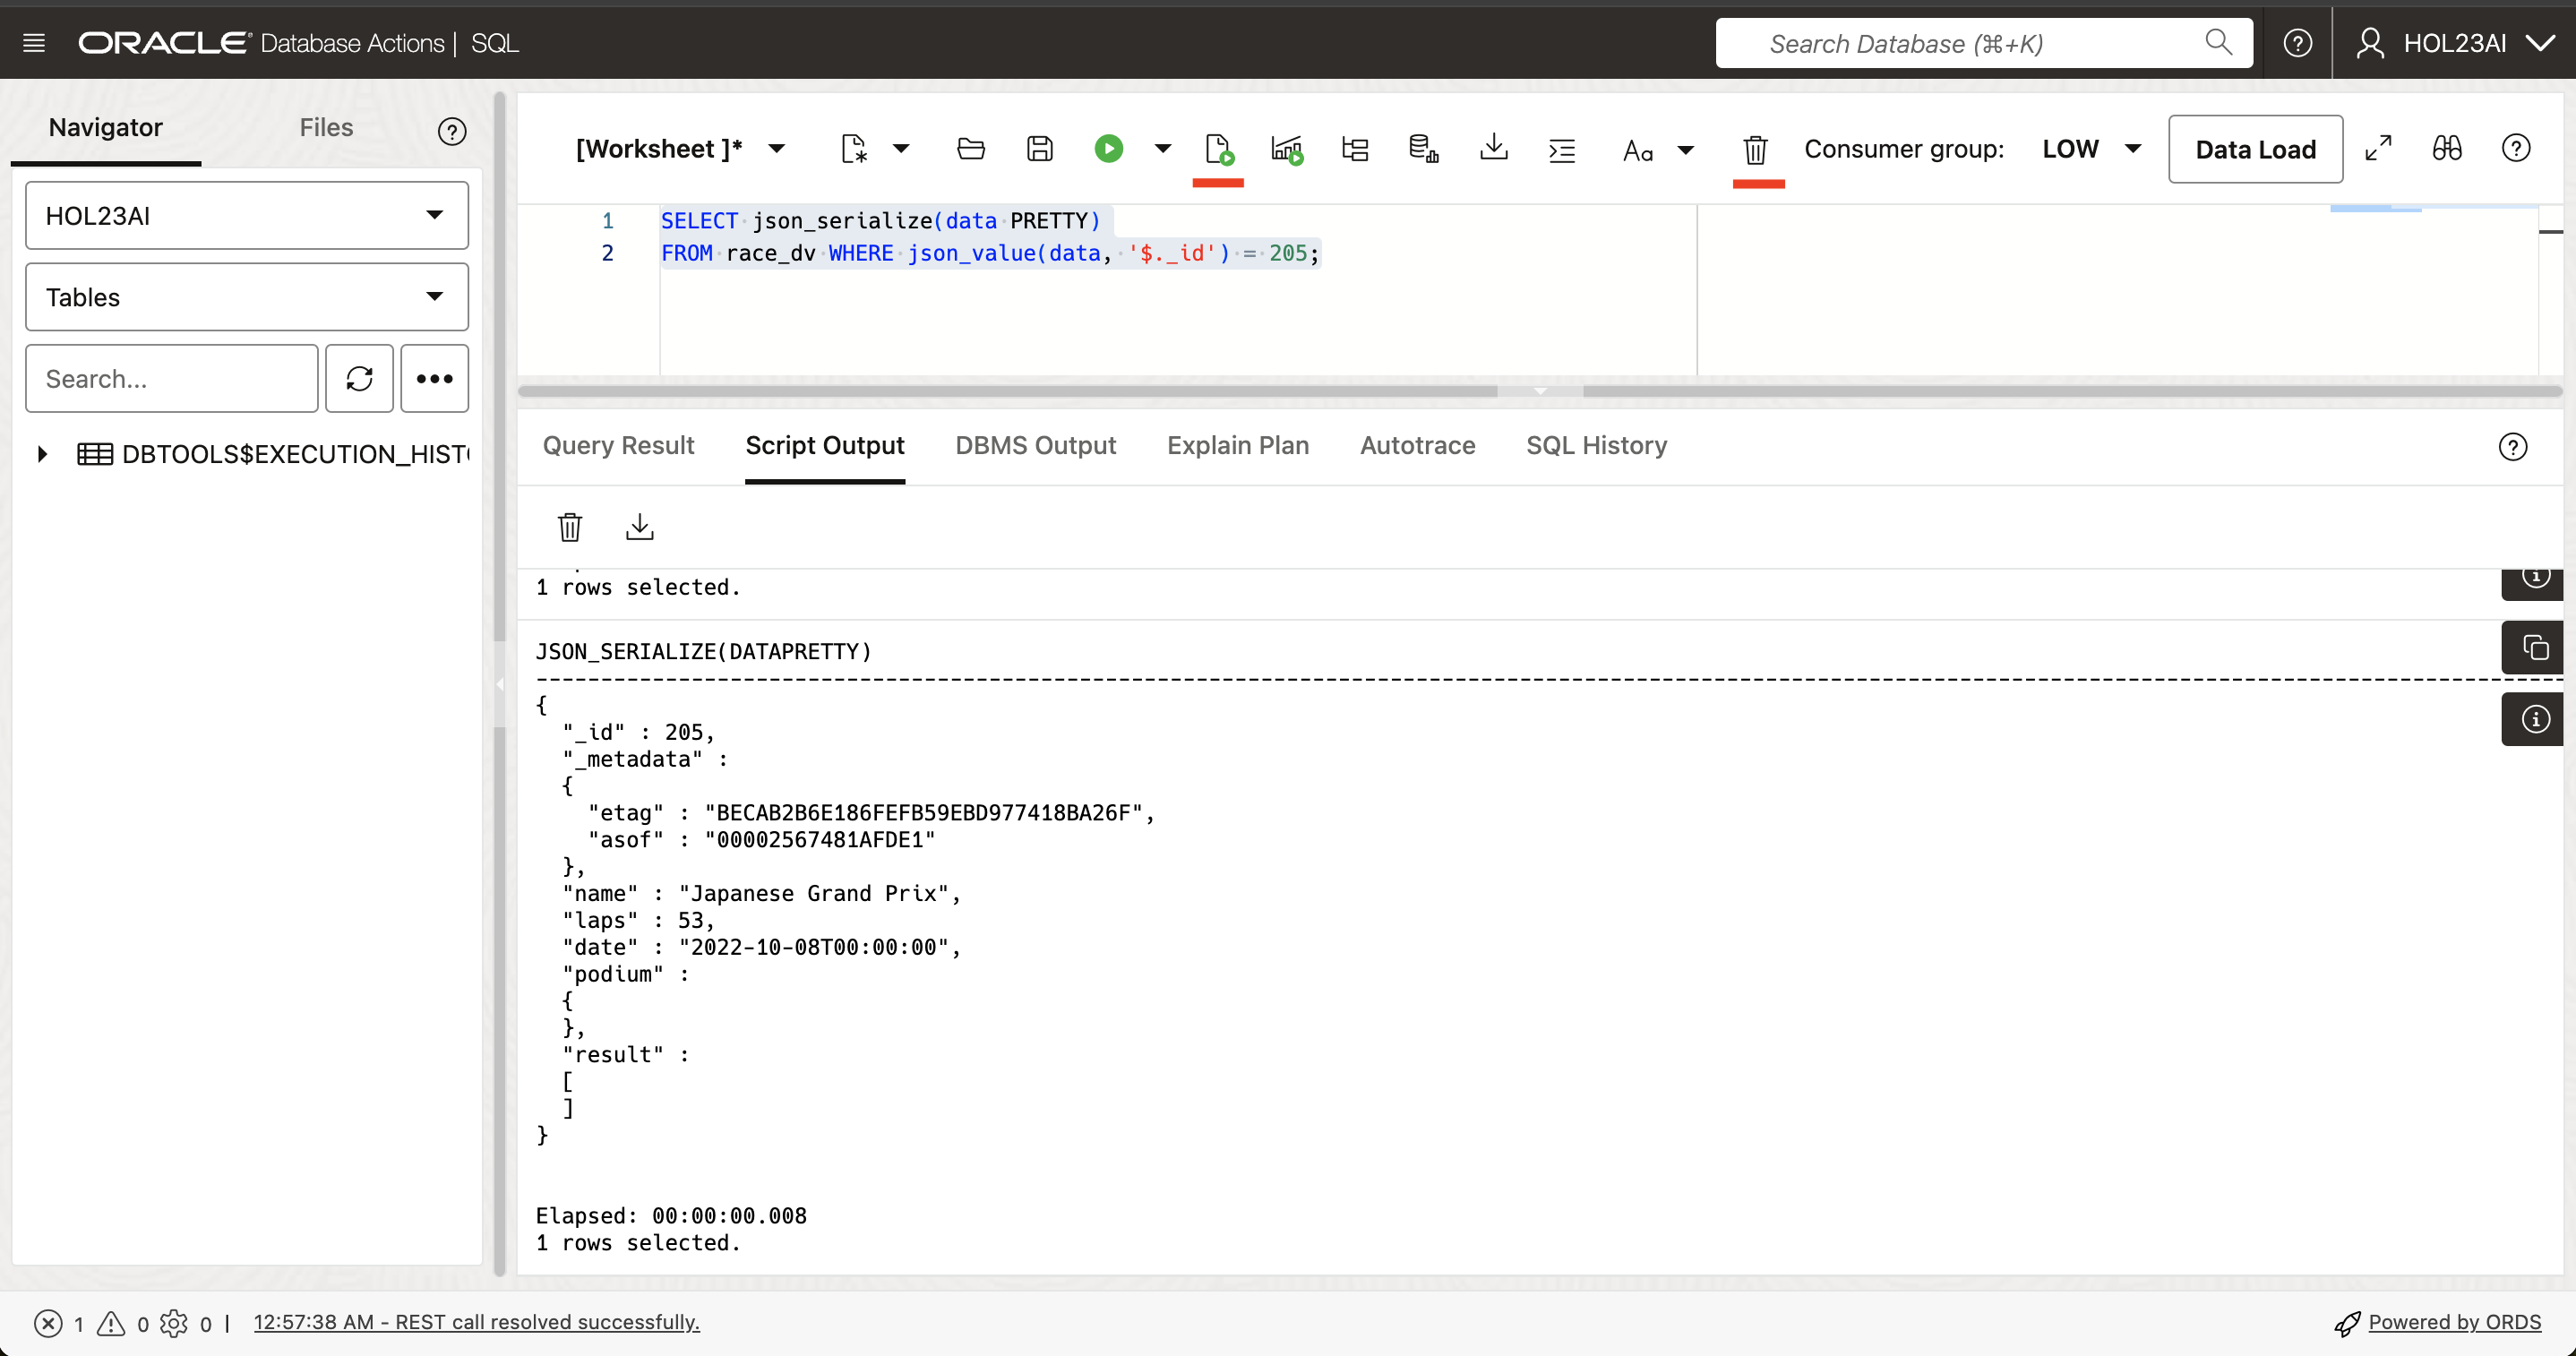 ORACLE Database Actions | SQL
Search Database (⌘+K)
HOL23AI
Navigator
Files
HOL23AI
Tables
Search...
DBTOOLS$EXECUTION_HIST
[Worksheet ]*
Aa
Consumer group:
LOW
Data Load
1 SELECT json_serialize(data PRETTY)
2 FROM race_dv WHERE json_value(data, '$._id') = 205;
Query Result
Script Output
DBMS Output
Explain Plan
Autotrace
SQL History
1 rows selected.
JSON_SERIALIZE(DATAPRETTY)
{
"_id" : 205,
"_metadata" :
{
"etag" : "BECAB2B6E186FEFB59EBD977418BA26F",
"asof" : "00002567481AFDE1"
},
"name" : "Japanese Grand Prix",
"laps" : 53,
"date" : "2022-10-08T00:00:00",
"podium" :
{
},
"result" :
[
]
}
Elapsed: 00:00:00.008
1 rows selected.
1 0 0 | 12:57:38 AM - REST call resolved successfully.
Powered by ORDS